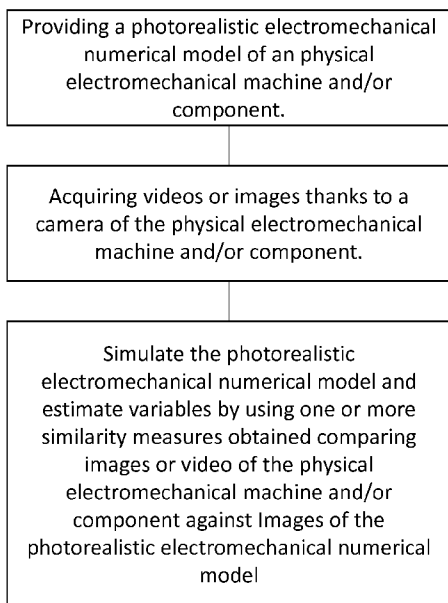 Providing a photorealistic electromechanical
numerical model of an physical
electromechanical machine and/or
component.
Acquiring videos or images thanks to a
camera of the physical electromechanical
machine and/or component.
Simulate the photorealistic
electromechanical numerical model and
estimate variables by using one or more
similarity measures obtained comparing
images or video of the physical
electromechanical machine and/or
component against Images of the
photorealistic electromechanical numerical
model